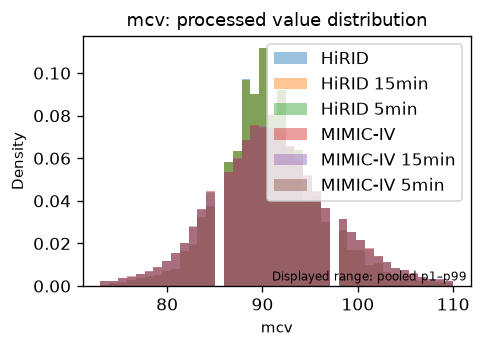 mcv: processed value distribution
HiRID
HiRID 15min
HiRID 5min
MIMIC-IV
MIMIC-IV 15min
MIMIC-IV 5min
0.10
0.08
0.06
0.04
0.02
0.00
Density
Displayed range: pooled p1–p99
80
90
100
110
mcv